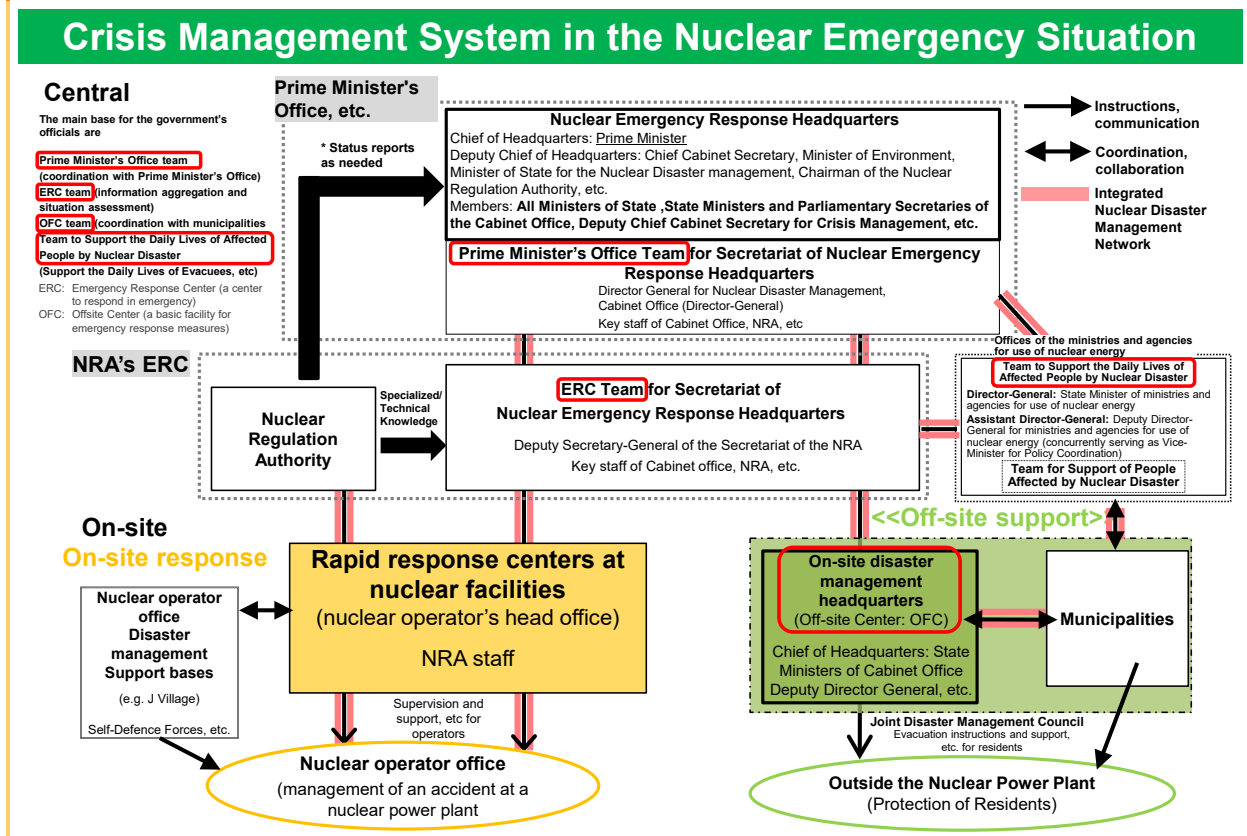 Crisis Management System in the Nuclear Emergency Situation
Central
The main base for the government's
officials are
Prime Minister's Office team
(coordination with Prime Minister's Office)
ERC team (information aggregation and
situation assessment)
OFC team (coordination with municipalities
Team to Support the Daily Lives of Affected
People by Nuclear Disaster
(Support the Daily Lives of Evacuees, etc)
ERC: Emergency Response Center (a center
to respond in emergency)
OFC: Offsite Center (a basic facility for
emergency response measures)
Prime Minister's
Office, etc.
* Status reports
as needed
Nuclear Emergency Response Headquarters
Chief of Headquarters: Prime Minister
Deputy Chief of Headquarters: Chief Cabinet Secretary, Minister of Environment,
Minister of State for the Nuclear Disaster management, Chairman of the Nuclear
Regulation Authority, etc.
Members: All Ministers of State ,State Ministers and Parliamentary Secretaries
of the Cabinet Office, Deputy Chief Cabinet Secretary for Crisis Management, etc.
Prime Minister's Office Team for Secretariat of Nuclear Emergency
Response Headquarters
Director General for Nuclear Disaster Management,
Cabinet Office (Director-General)
Key staff of Cabinet Office, NRA, etc
Instructions,
communication
Coordination,
collaboration
Integrated
Nuclear Disaster
Management
Network
NRA's ERC
Nuclear
Regulation
Authority
Specialized/
Technical
Knowledge
ERC Team for Secretariat of
Nuclear Emergency Response Headquarters
Deputy Secretary-General of the Secretariat of the NRA
Key staff of Cabinet office, NRA, etc.
Offices of the ministries and agencies
for use of nuclear energy
Team to Support the Daily Lives of
Affected People by Nuclear Disaster
Director-General: State Minister of ministries and
agencies for use of nuclear energy
Assistant Director-General: Deputy Director-
General for ministries and agencies for use of
nuclear energy (concurrently serving as Vice-
Minister for Policy Coordination)
Team for Support of People
Affected by Nuclear Disaster
On-site
On-site response
Nuclear operator
office
Disaster
management
Support bases
(e.g. J Village)
Self-Defence Forces, etc.
Rapid response centers at
nuclear facilities
(nuclear operator's head office)
NRA staff
Supervision and
support, etc for
operators
Nuclear operator office
(management of an accident at a
nuclear power plant
<<Off-site support>
On-site disaster
management
headquarters
(Off-site Center: OFC)
Chief of Headquarters: State
Ministers of Cabinet Office
Deputy Director General, etc.
Municipalities
Joint Disaster Management Council
Evacuation instructions and support,
etc. for residents
Outside the Nuclear Power Plant
(Protection of Residents)